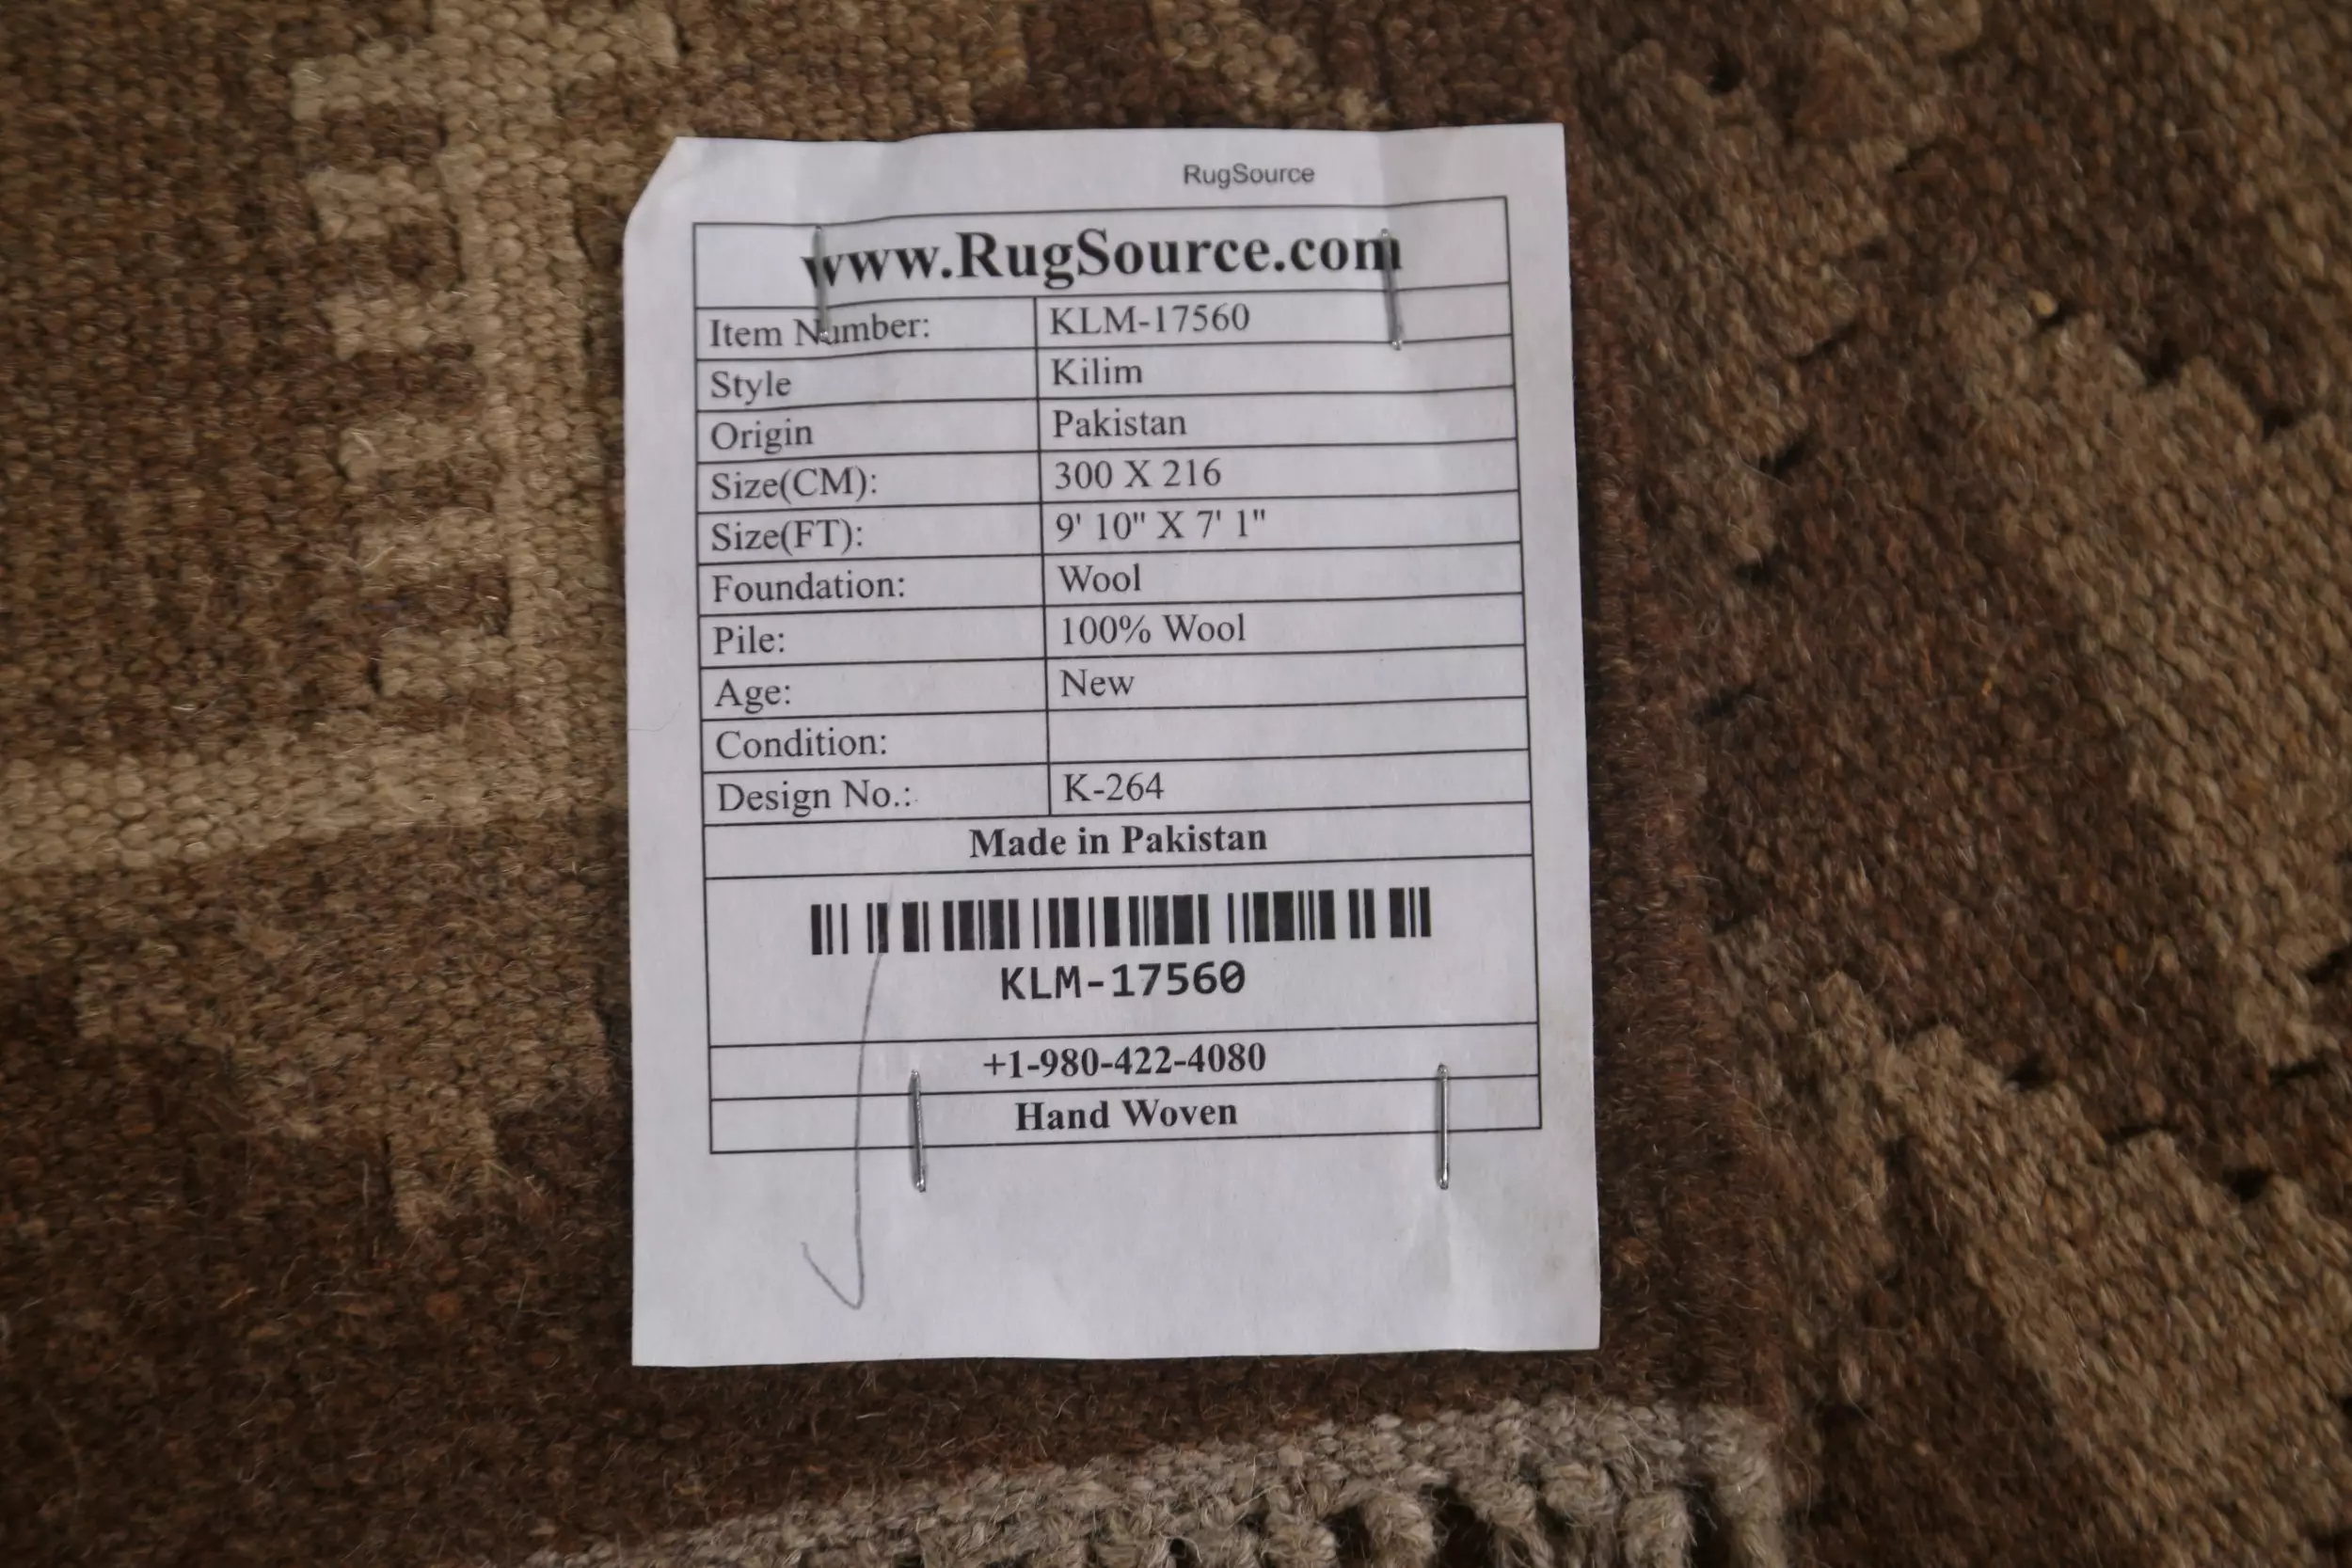 RugSource
www.RugSource.com
Item Number: KLM-17560
Style Kilim
Origin Pakistan
Size(CM): 300 X 216
Size(FT): 9' 10" X 7' 1"
Foundation: Wool
Pile: 100% Wool
Age: New
Condition:
Design No.: K-264
Made in Pakistan
KLM-17560
+1-980-422-4080
Hand Woven